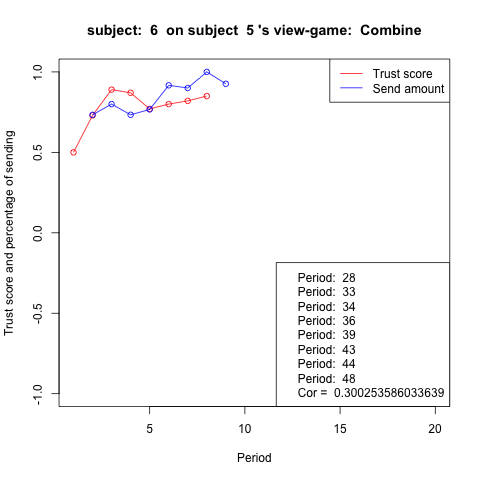 subject:  6  on subject  5 's view-game:  Combine
Trust score
Send amount
Trust score and percentage of sending
1.0
0.5
0.0
-0.5
-1.0
Period:  28
Period:  33
Period:  34
Period:  36
Period:  39
Period:  43
Period:  44
Period:  48
Cor =  0.300253586033639
5 10 15 20
Period